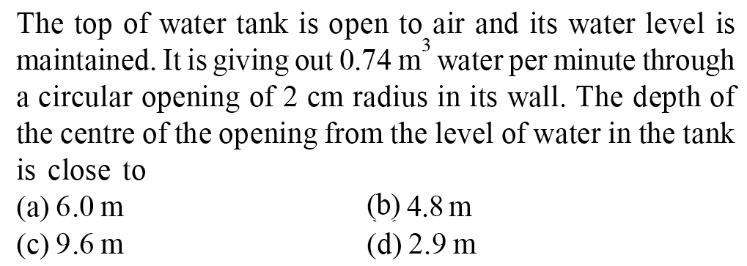 The top of water tank is open to air and its water level is
maintained. It is giving out 0.74 m³ water per minute through
a circular opening of 2 cm radius in its wall. The depth of
the centre of the opening from the level of water in the tank
is close to
(a) 6.0 m (b) 4.8 m
(c) 9.6 m (d) 2.9 m